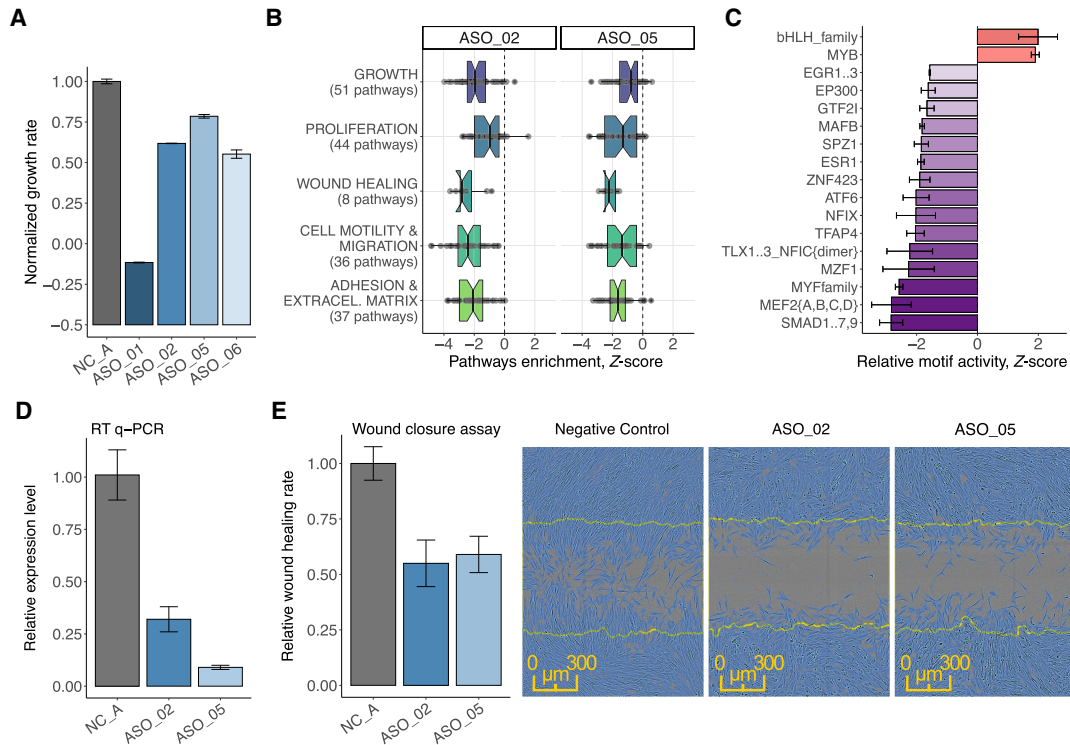 A
Normalized growth rate
1.00
0.75
0.50
0.25
0.00
−0.25
−0.5
NC_A
ASO_01
ASO_02
ASO_05
ASO_06
B
ASO_02
ASO_05
GROWTH
(51 pathways)
PROLIFERATION
(44 pathways)
WOUND HEALING
(8 pathways)
CELL MOTILITY &
MIGRATION
(36 pathways)
ADHESION &
EXTRACEL. MATRIX
(37 pathways)
−4 −2 0 2
−4 −2 0 2
Pathways enrichment, Z-score
C
bHLH_family
MYB
EGR1..3
EP300
GTF2I
MAFB
SPZ1
ESR1
ZNF423
ATF6
NFIX
TFAP4
TLX1..3_NFIC{dimer}
MZF1
MYFfamily
MEF2{A,B,C,D}
SMAD1..7,9
−2 0 2
Relative motif activity, Z-score
D
RT q−PCR
Relative expression level
1.00
0.75
0.50
0.25
0.00
NC_A
ASO_02
ASO_05
E
Wound closure assay
Relative wound healing rate
1.00
0.75
0.50
0.25
0.00
NC_A
ASO_02
ASO_05
Negative Control
0 300
µm
ASO_02
0 300
µm
ASO_05
0 300
µm